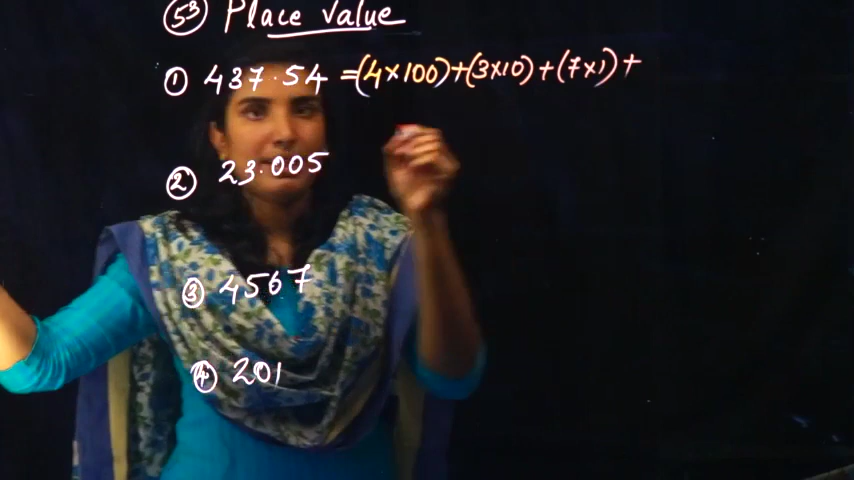 53 Place value
1 437.54 =(4×100)+(3×10)+(7×1)+
2 23.005
3 4567
4 201